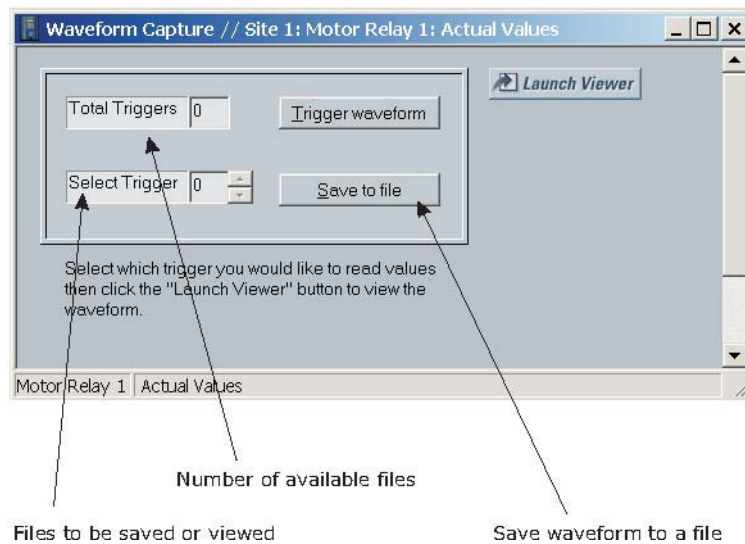 Waveform Capture // Site 1: Motor Relay 1: Actual Values
Total Triggers 0
Trigger waveform
Launch Viewer
Select Trigger 0
Save to file
Select which trigger you would like to read values
then click the "Launch Viewer" button to view the
waveform.
Motor Relay 1 Actual Values
Number of available files
Files to be saved or viewed
Save waveform to a file